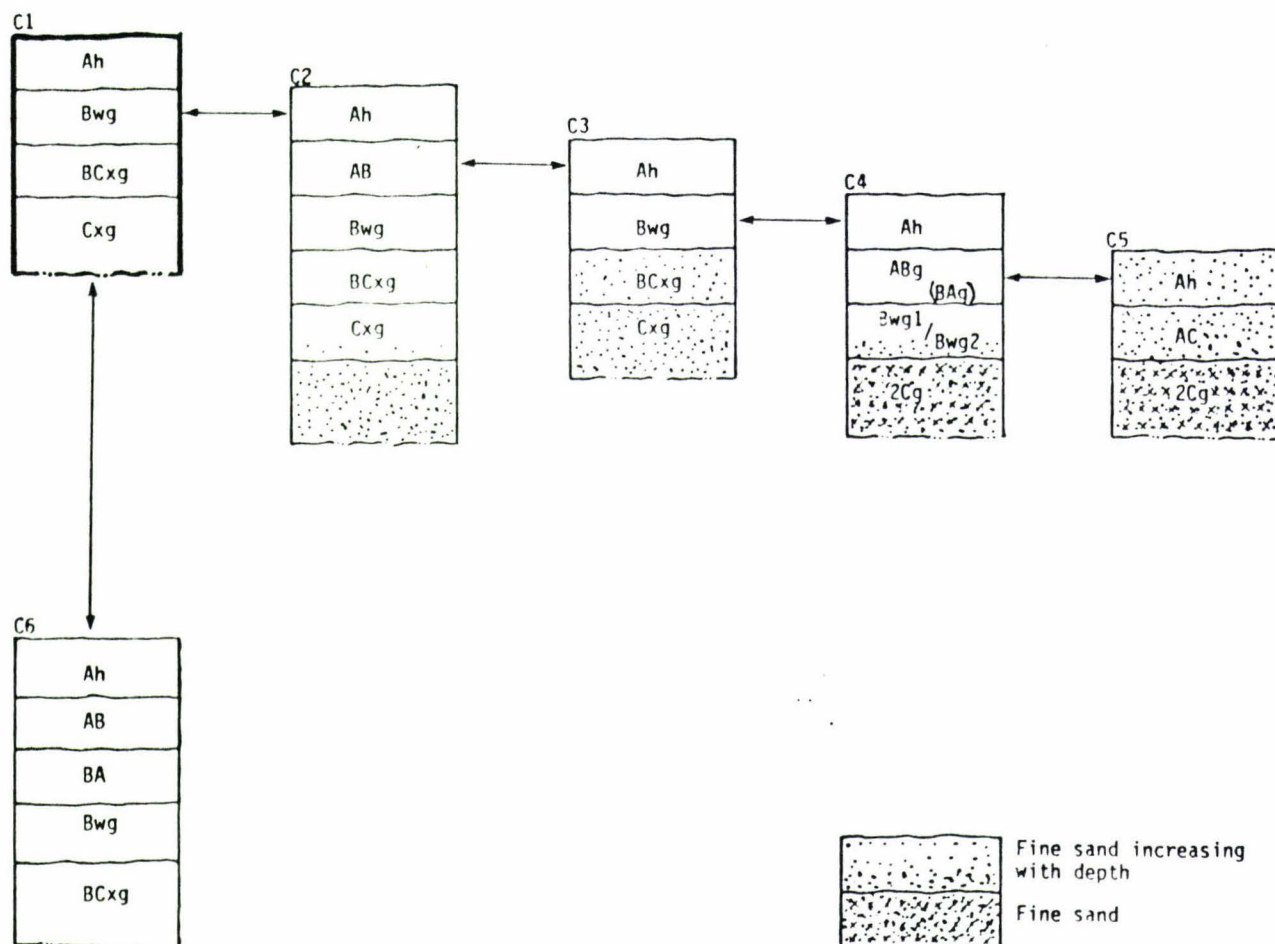 C1
Ah
Bwg
BCxg
Cxg
C2
Ah
AB
Bwg
BCxg
Cxg
C3
Ah
Bwg
BCxg
Cxg
C4
Ah
ABg
(BAg)
Bwg1
/Bwg2
2Cg
C5
Ah
AC
2Cg
C6
Ah
AB
BA
Bwg
BCxg
Fine sand increasing
with depth
Fine sand